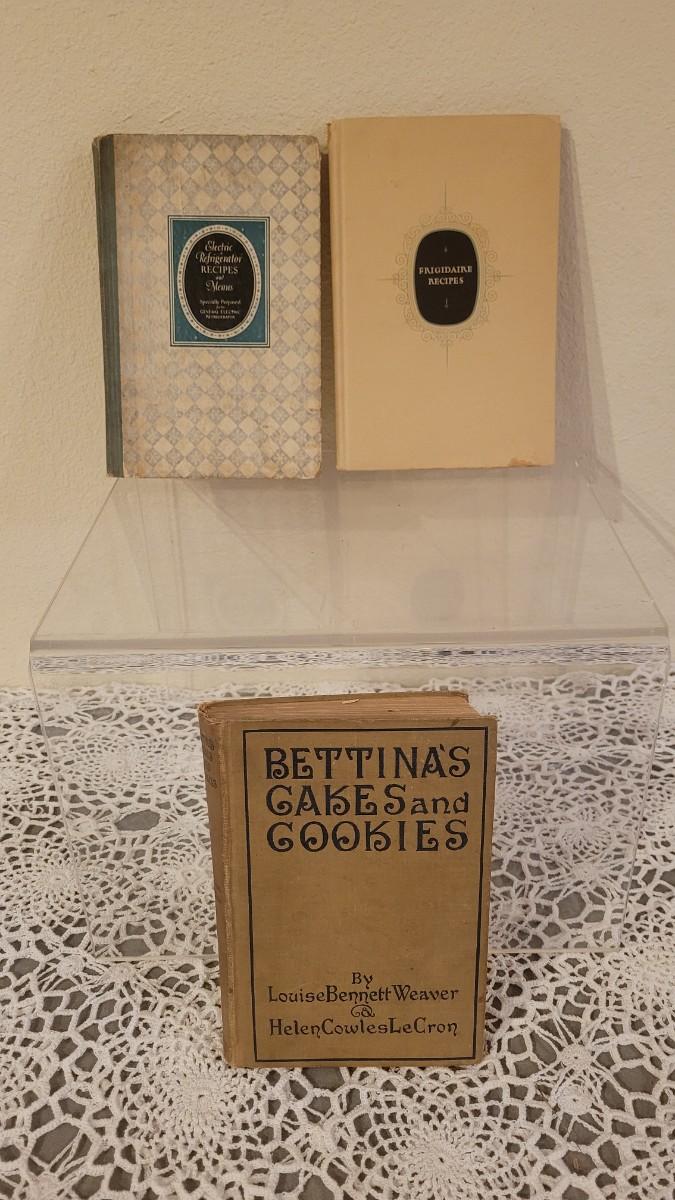 Electric
Refrigerator
RECIPES
and
Menus
Specially Prepared
for the
GENERAL ELECTRIC
REFRIGERATOR
FRIGIDAIRE
RECIPES
BETTINA'S
CAKES and
COOKIES
By
Louise Bennett Weaver
&
Helen Cowles LeCron